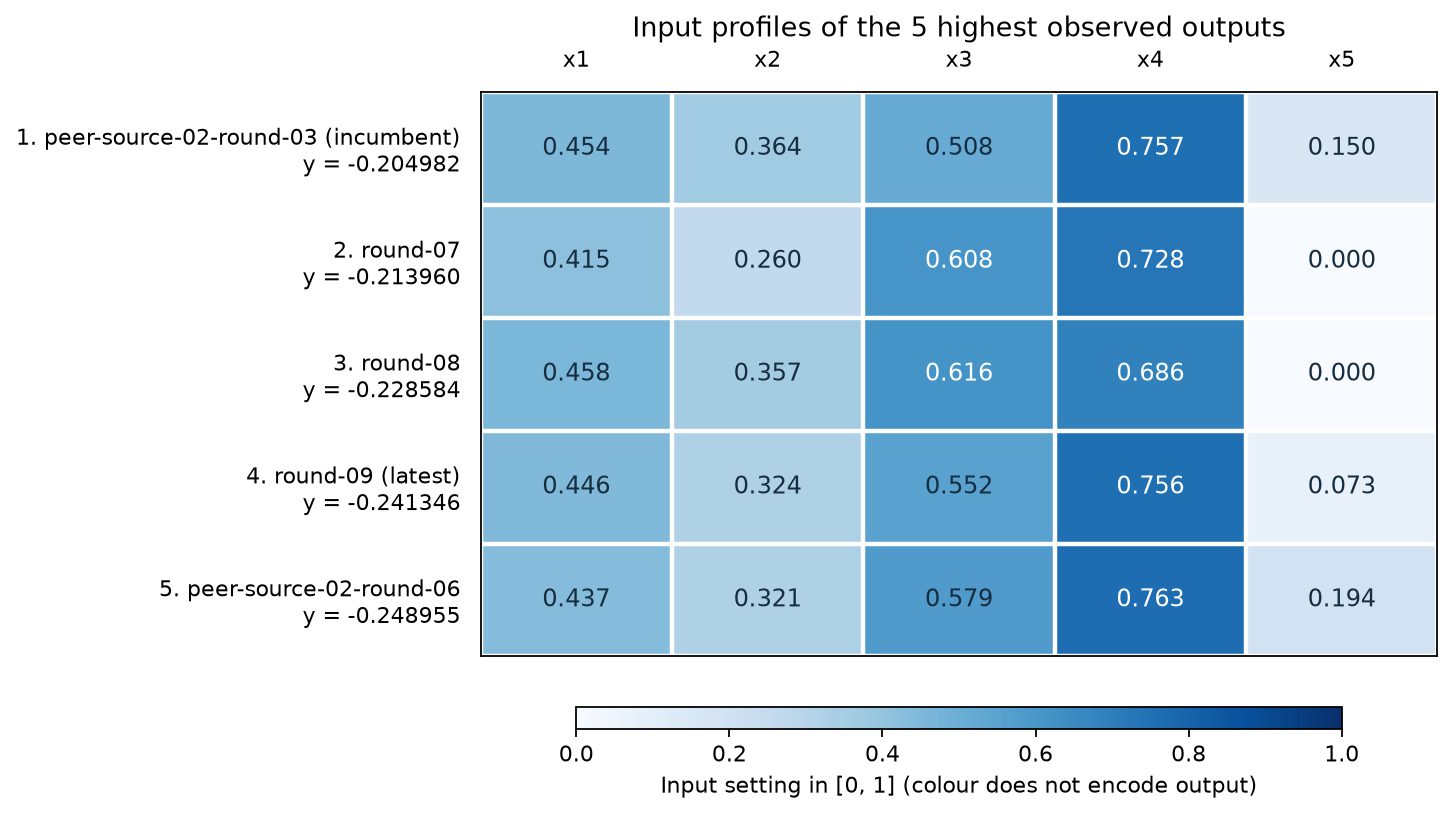 Input profiles of the 5 highest observed outputs
x1 x2 x3 x4 x5
1. peer-source-02-round-03 (incumbent)
y = -0.204982
0.454 0.364 0.508 0.757 0.150
2. round-07
y = -0.213960
0.415 0.260 0.608 0.728 0.000
3. round-08
y = -0.228584
0.458 0.357 0.616 0.686 0.000
4. round-09 (latest)
y = -0.241346
0.446 0.324 0.552 0.756 0.073
5. peer-source-02-round-06
y = -0.248955
0.437 0.321 0.579 0.763 0.194
0.0 0.2 0.4 0.6 0.8 1.0
Input setting in [0, 1] (colour does not encode output)